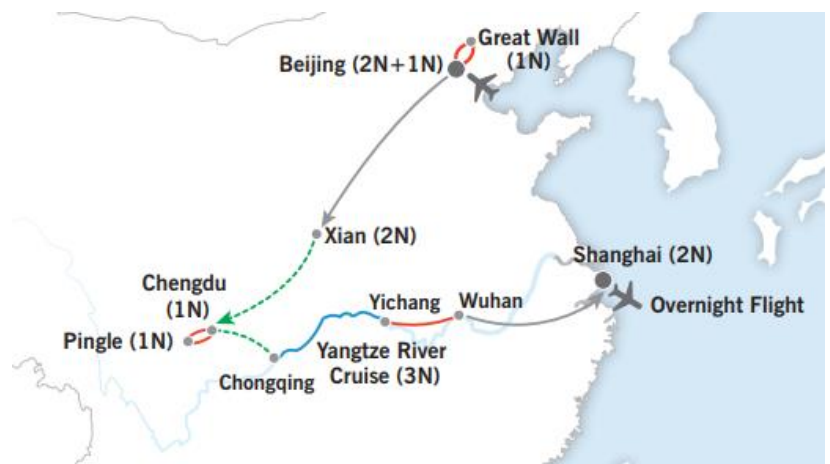 Great Wall
(1N)
Beijing (2N+1N)
Xian (2N)
Shanghai (2N)
Overnight Flight
Chengdu
(1N)
Pingle (1N)
Yichang
Wuhan
Chongqing
Yangtze River
Cruise (3N)